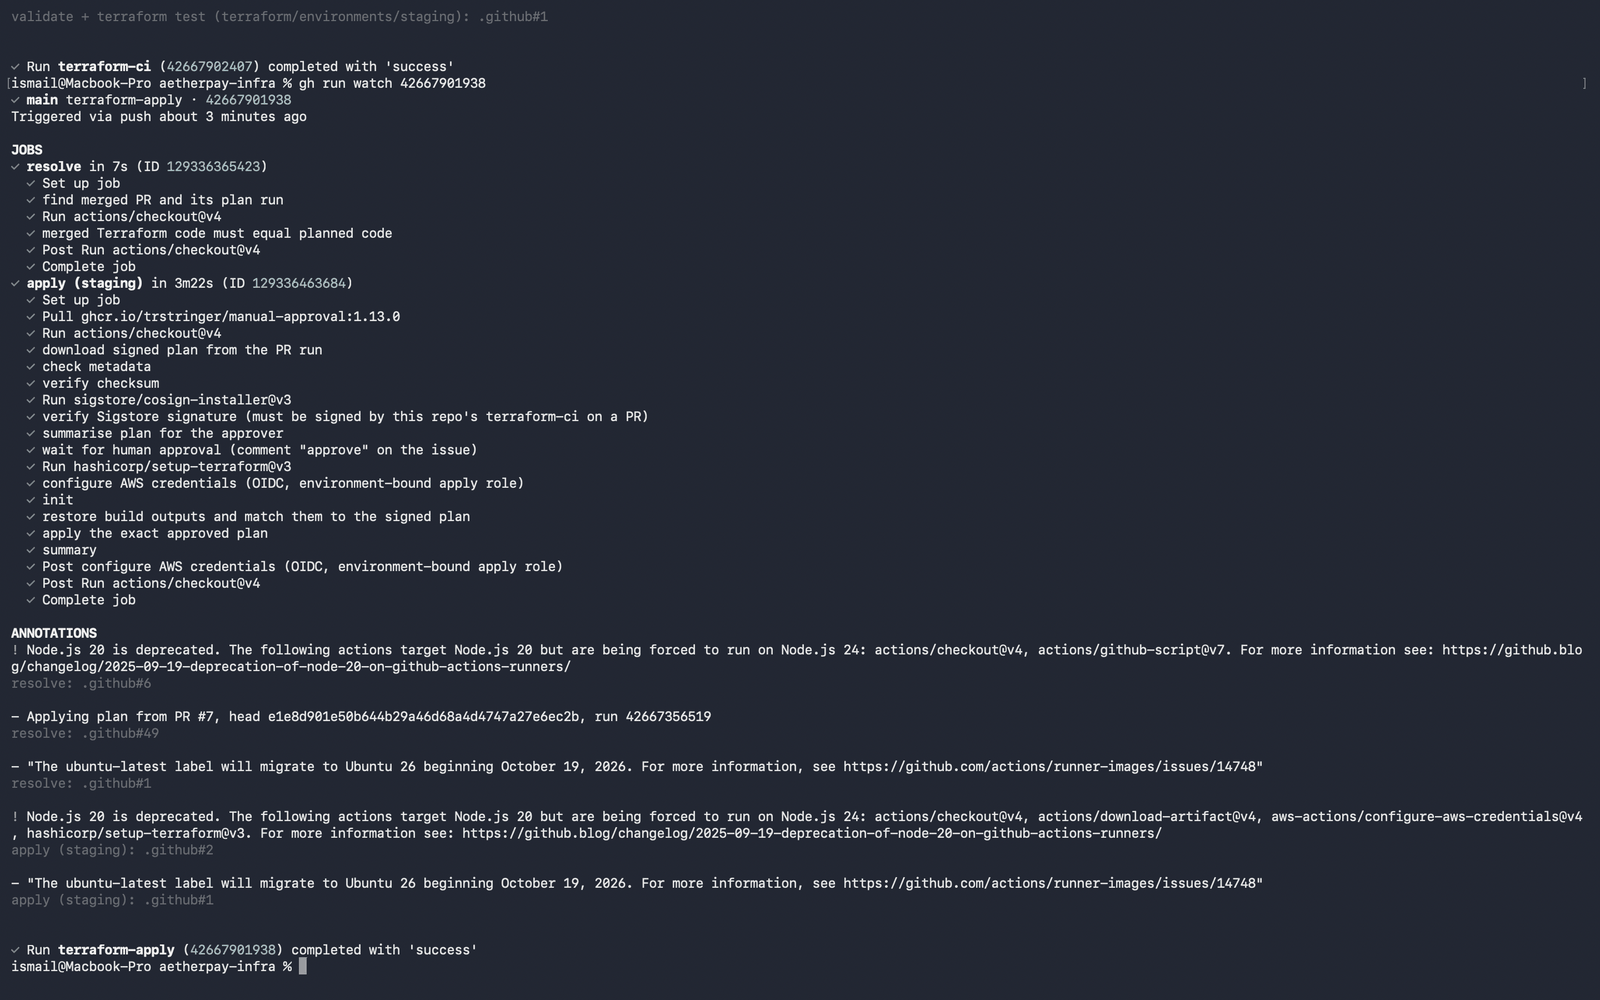 validate + terraform test (terraform/environments/staging): .github#1
✓ Run terraform-ci (42667902407) completed with 'success'
[ismail@Macbook-Pro aetherpay-infra % gh run watch 42667901938 ]
✓ main terraform-apply · 42667901938
Triggered via push about 3 minutes ago
JOBS
✓ resolve in 7s (ID 129336365423)
✓ Set up job
✓ find merged PR and its plan run
✓ Run actions/checkout@v4
✓ merged Terraform code must equal planned code
✓ Post Run actions/checkout@v4
✓ Complete job
✓ apply (staging) in 3m22s (ID 129336463684)
✓ Set up job
✓ Pull ghcr.io/trstringer/manual-approval:1.13.0
✓ Run actions/checkout@v4
✓ download signed plan from the PR run
✓ check metadata
✓ verify checksum
✓ Run sigstore/cosign-installer@v3
✓ verify Sigstore signature (must be signed by this repo's terraform-ci on a PR)
✓ summarise plan for the approver
✓ wait for human approval (comment "approve" on the issue)
✓ Run hashicorp/setup-terraform@v3
✓ configure AWS credentials (OIDC, environment-bound apply role)
✓ init
✓ restore build outputs and match them to the signed plan
✓ apply the exact approved plan
✓ summary
✓ Post configure AWS credentials (OIDC, environment-bound apply role)
✓ Post Run actions/checkout@v4
✓ Complete job
ANNOTATIONS
! Node.js 20 is deprecated. The following actions target Node.js 20 but are being forced to run on Node.js 24: actions/checkout@v4, actions/github-script@v7. For more information see: https://github.blo
g/changelog/2025-09-19-deprecation-of-node-20-on-github-actions-runners/
resolve: .github#6
- Applying plan from PR #7, head e1e8d901e50b644b29a46d68a4d4747a27e6ec2b, run 42667356519
resolve: .github#49
- "The ubuntu-latest label will migrate to Ubuntu 26 beginning October 19, 2026. For more information, see https://github.com/actions/runner-images/issues/14748"
resolve: .github#1
! Node.js 20 is deprecated. The following actions target Node.js 20 but are being forced to run on Node.js 24: actions/checkout@v4, actions/download-artifact@v4, aws-actions/configure-aws-credentials@v4
, hashicorp/setup-terraform@v3. For more information see: https://github.blog/changelog/2025-09-19-deprecation-of-node-20-on-github-actions-runners/
apply (staging): .github#2
- "The ubuntu-latest label will migrate to Ubuntu 26 beginning October 19, 2026. For more information, see https://github.com/actions/runner-images/issues/14748"
apply (staging): .github#1
✓ Run terraform-apply (42667901938) completed with 'success'
ismail@Macbook-Pro aetherpay-infra %